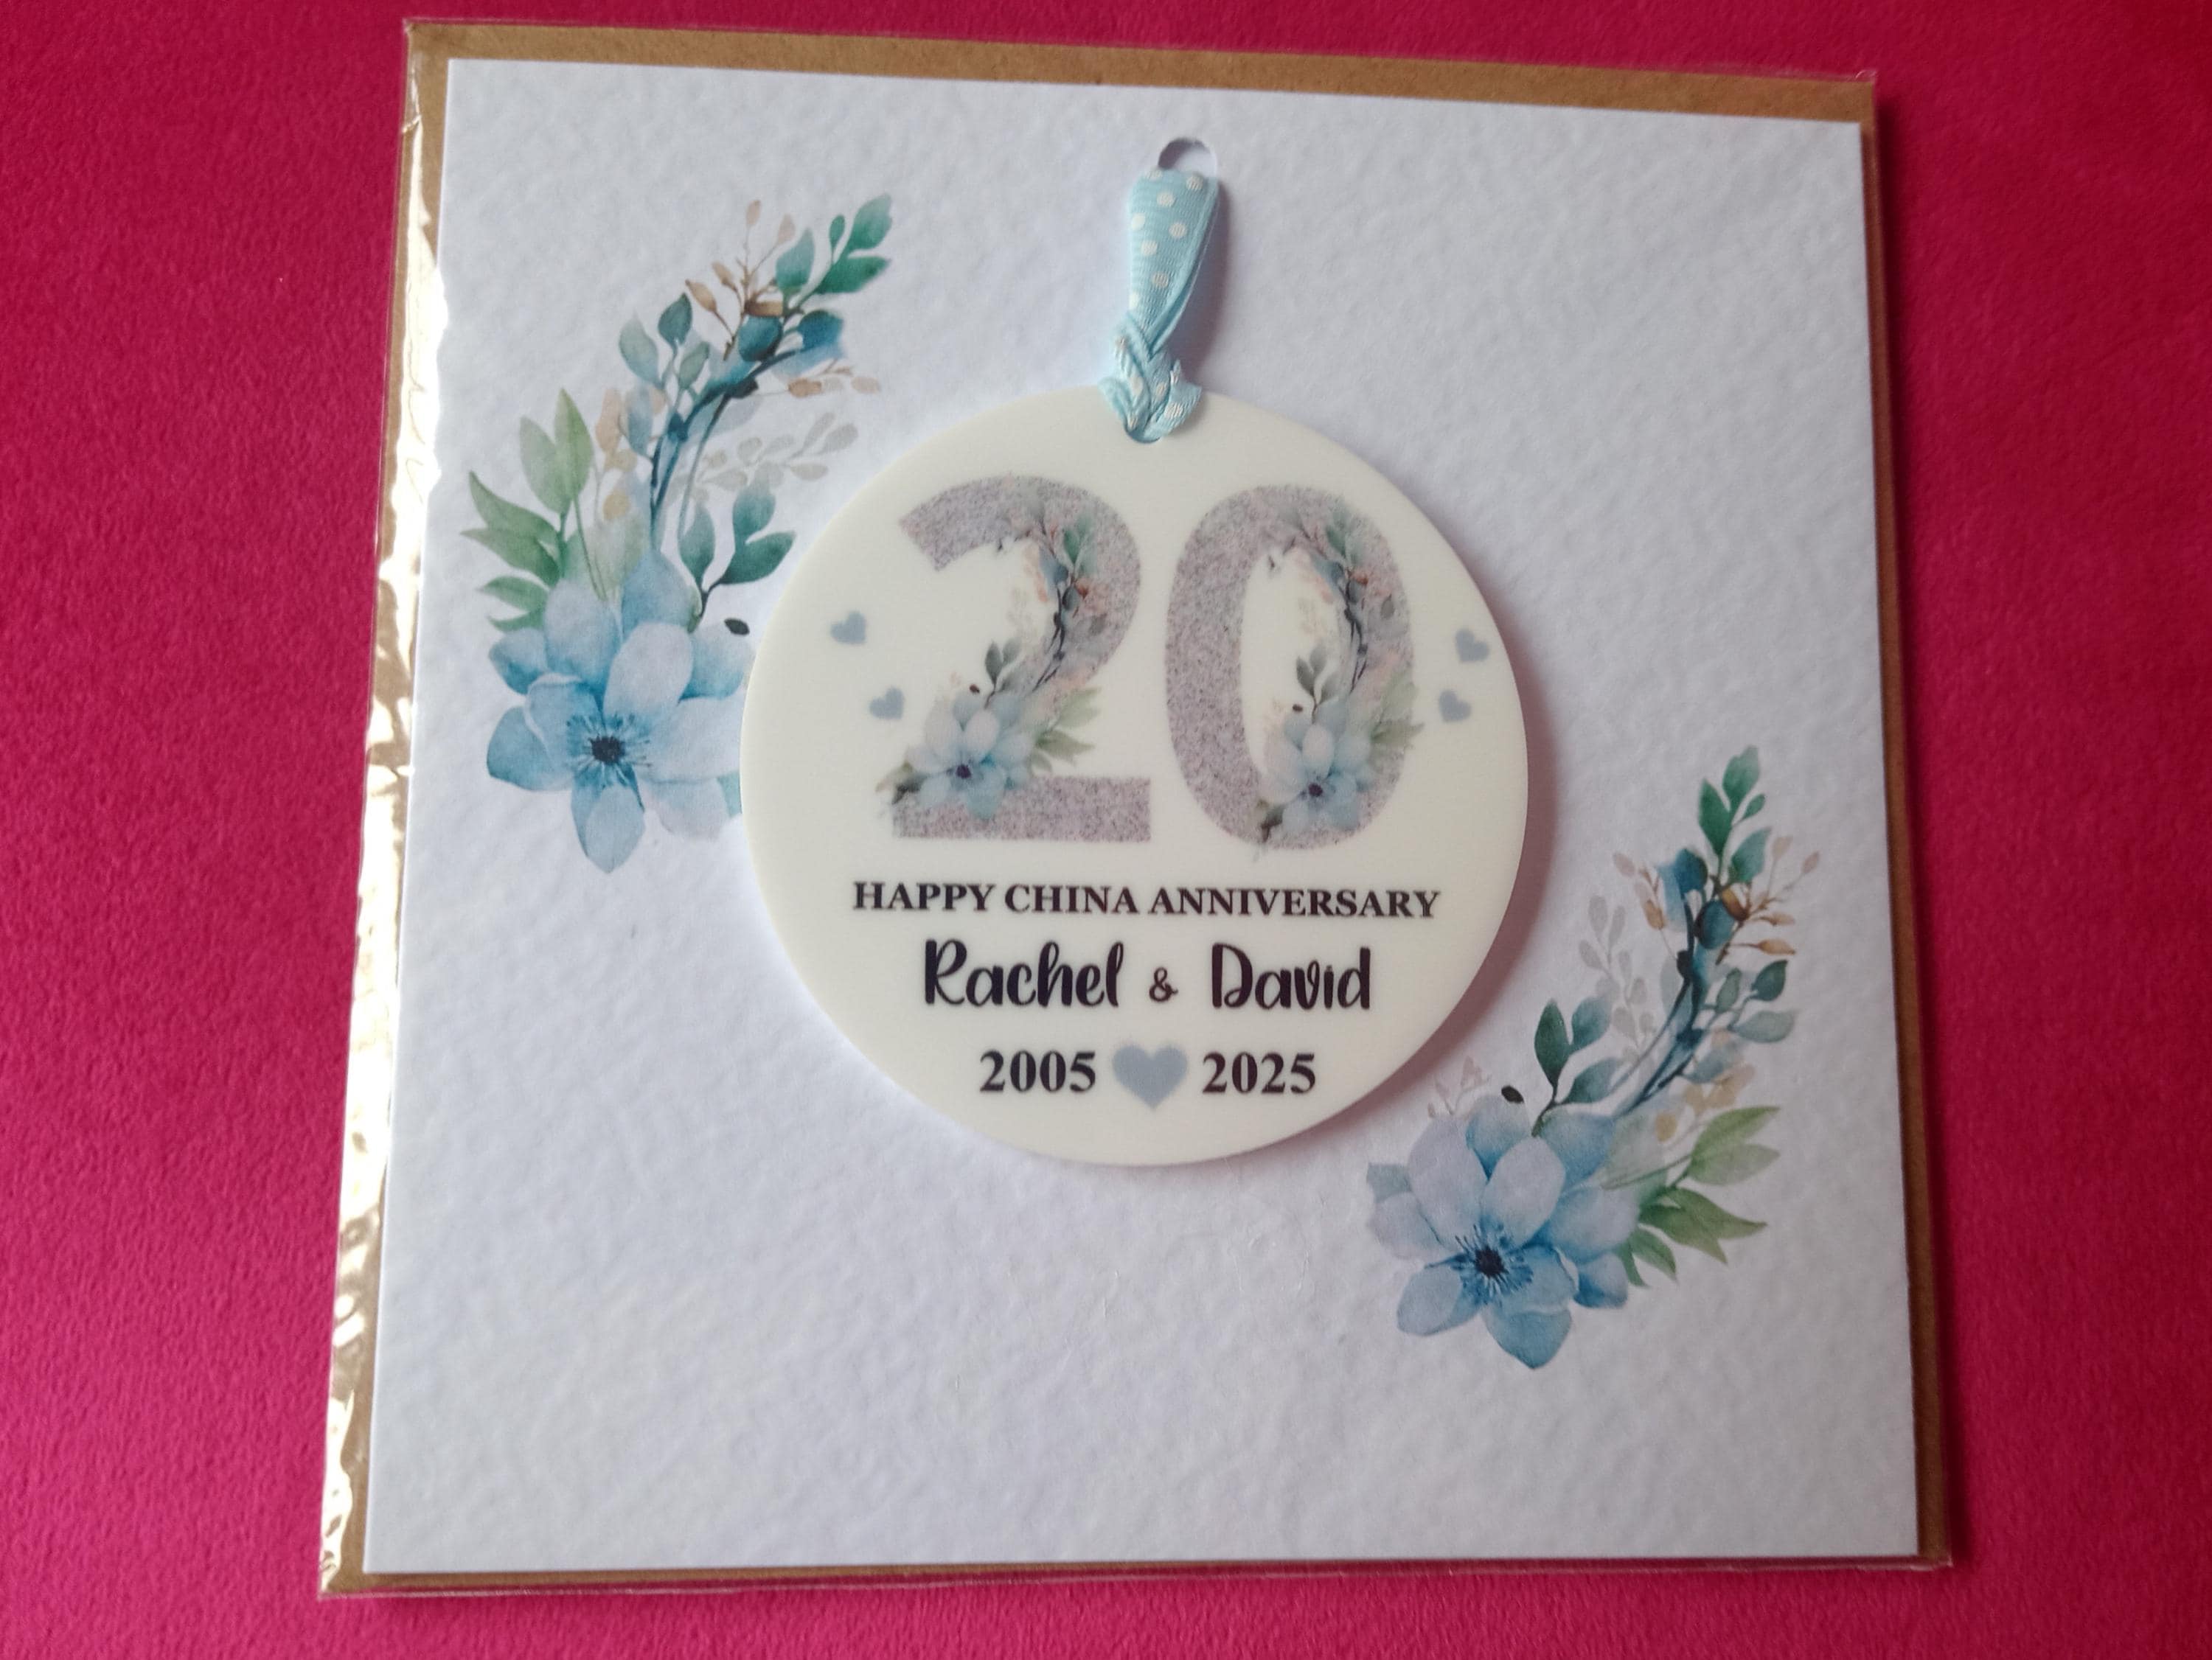 20
HAPPY CHINA ANNIVERSARY
Rachel & David
2005 2025